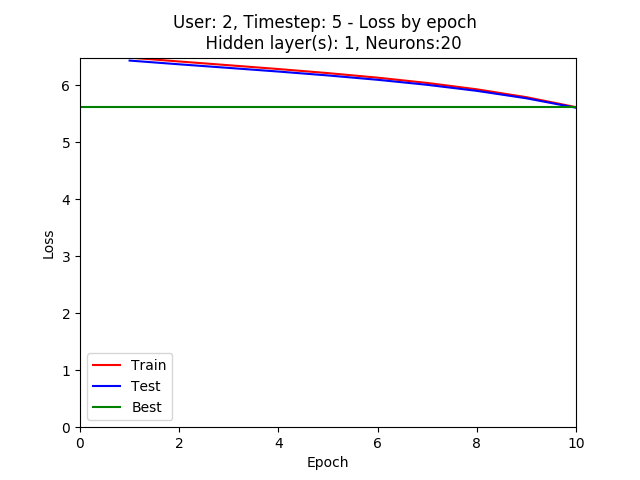 User: 2, Timestep: 5 - Loss by epoch
Hidden layer(s): 1, Neurons:20
6
5
4
3
2
1
0
Loss
Train
Test
Best
0 2 4 6 8 10
Epoch